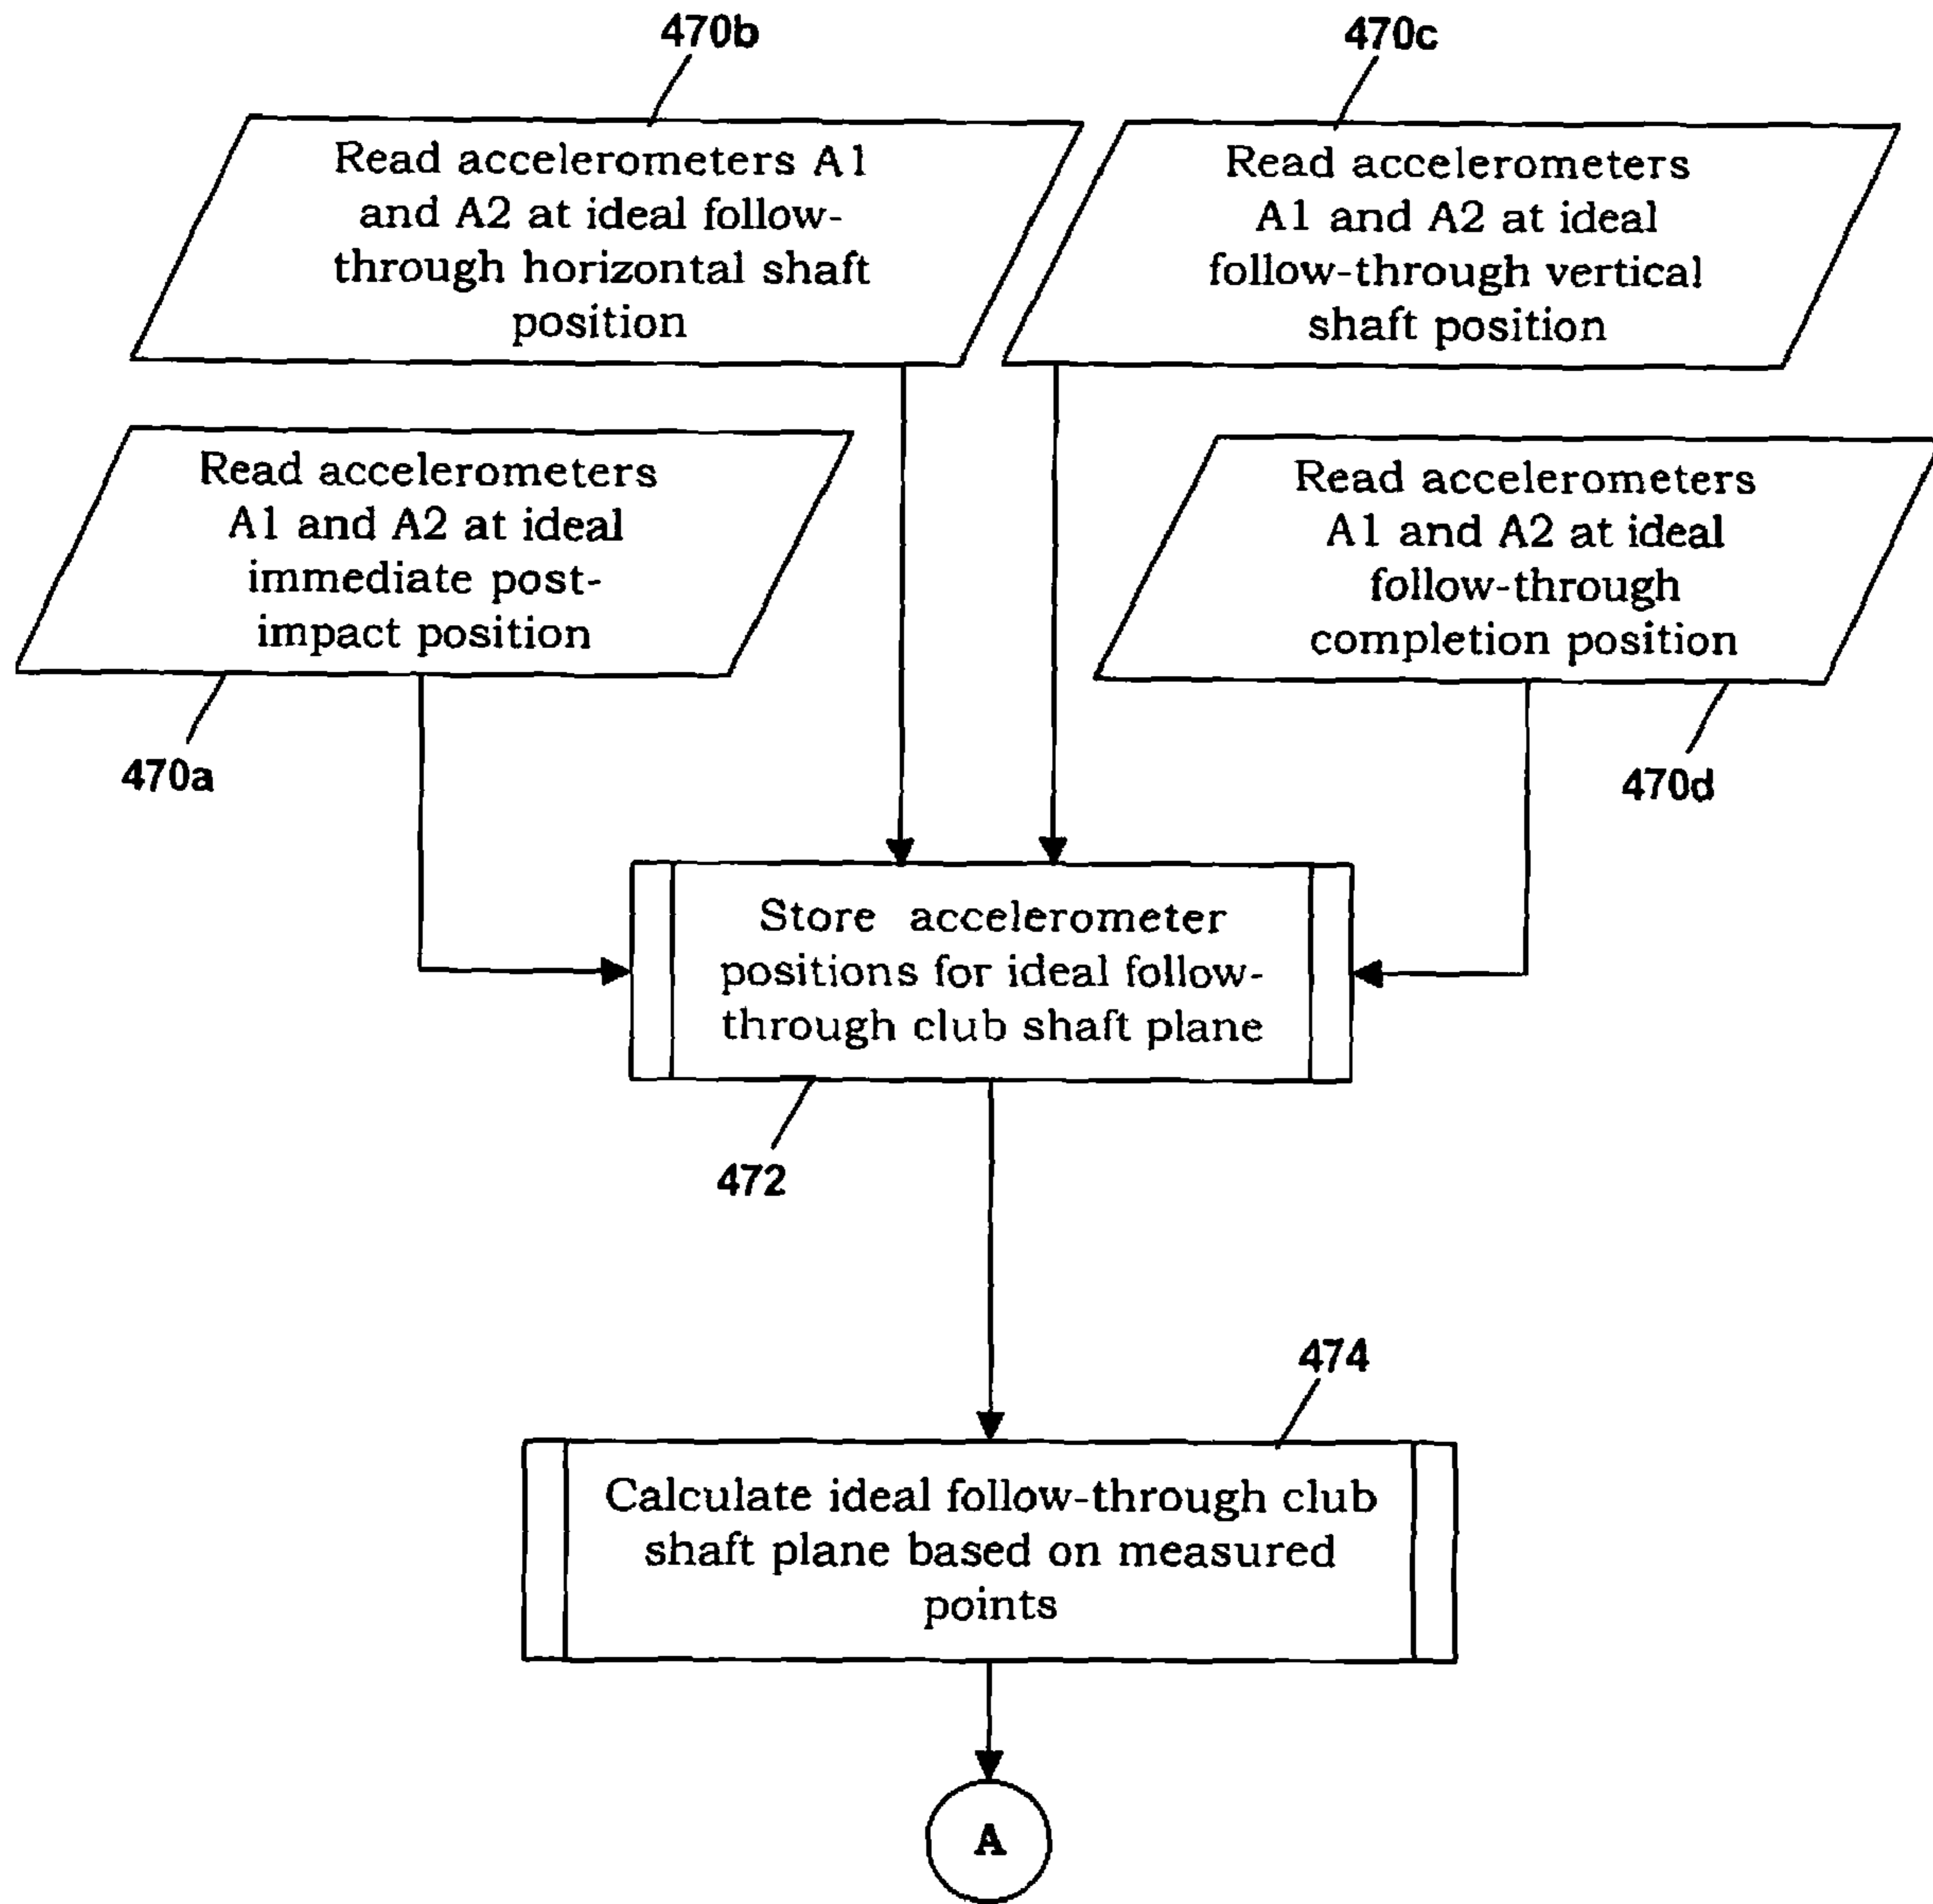 470b
470c
Read accelerometers A1
and A2 at ideal follow-
through horizontal shaft
position
Read accelerometers
A1 and A2 at ideal
follow-through vertical
shaft position
Read accelerometers
A1 and A2 at ideal
immediate post-
impact position
Read accelerometers
A1 and A2 at ideal
follow-through
completion position
470a
470d
Store accelerometer
positions for ideal follow-
through club shaft plane
472
474
Calculate ideal follow-through club
shaft plane based on measured
points
A